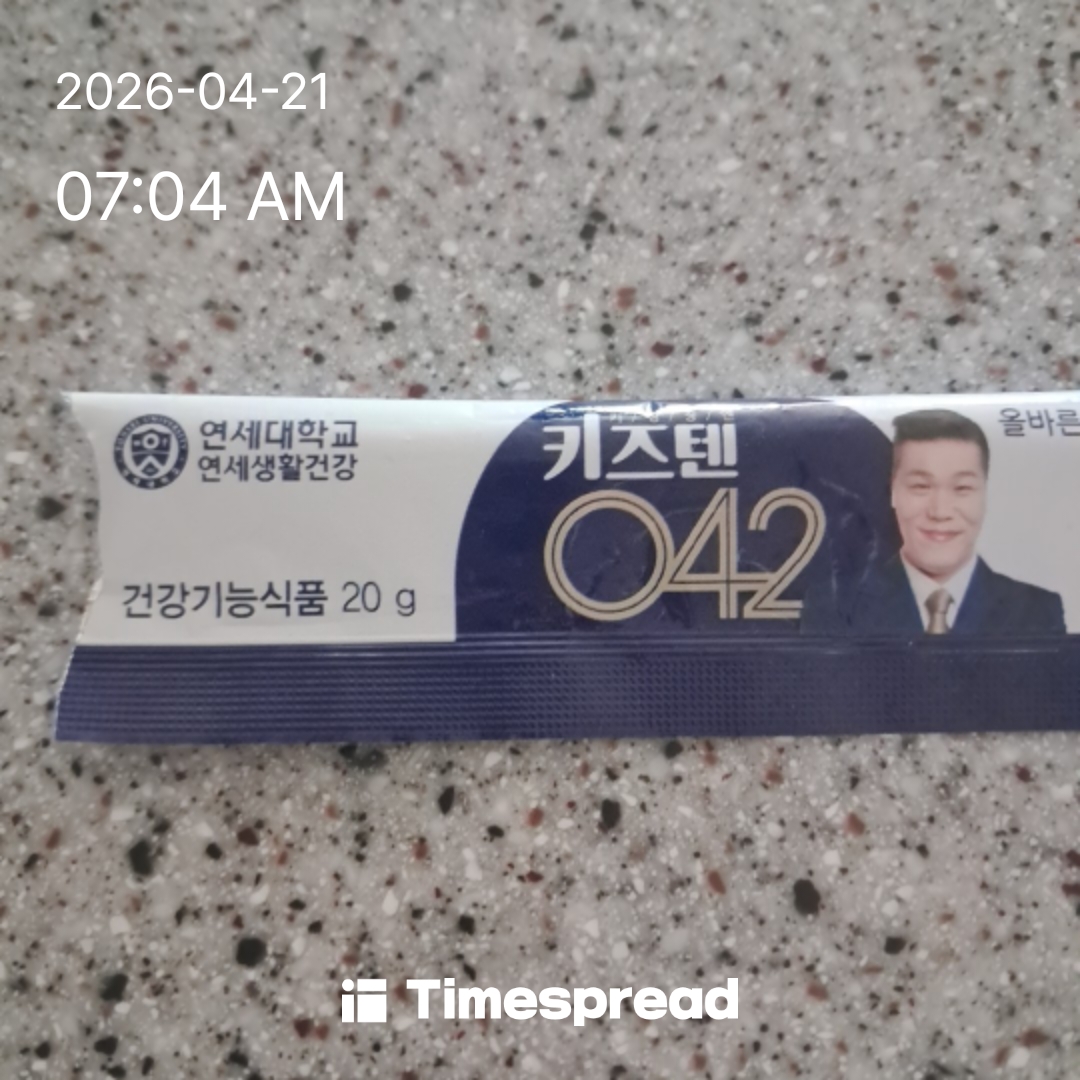 2026-04-21
07:04 AM
연세대학교
연세생활건강
키즈텐
042
올바른
건강기능식품 20 g
Timespread